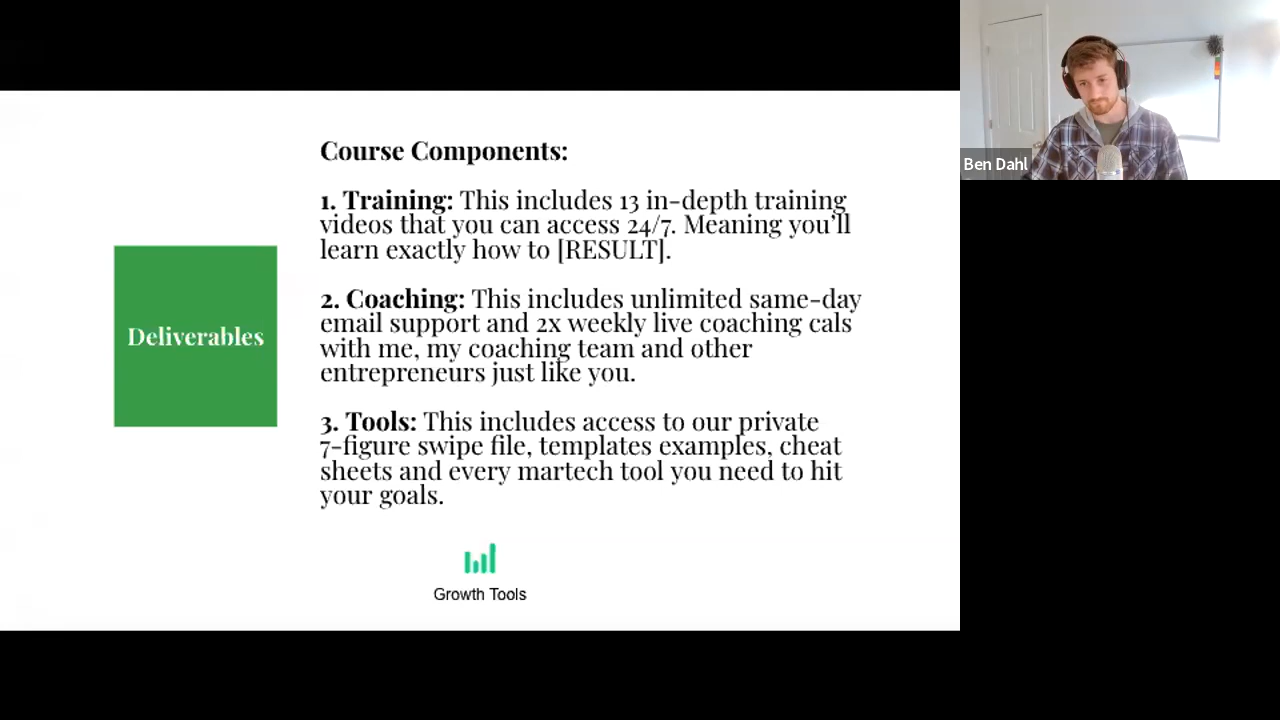 Course Components:
1. Training: This includes 13 in-depth training
videos that you can access 24/7. Meaning you'll
learn exactly how to [RESULT].
2. Coaching: This includes unlimited same-day
email support and 2x weekly live coaching cals
with me, my coaching team and other
entrepreneurs just like you.
3. Tools: This includes access to our private
7-figure swipe file, templates examples, cheat
sheets and every martech tool you need to hit
your goals.
Deliverables
Growth Tools
Ben Dahl